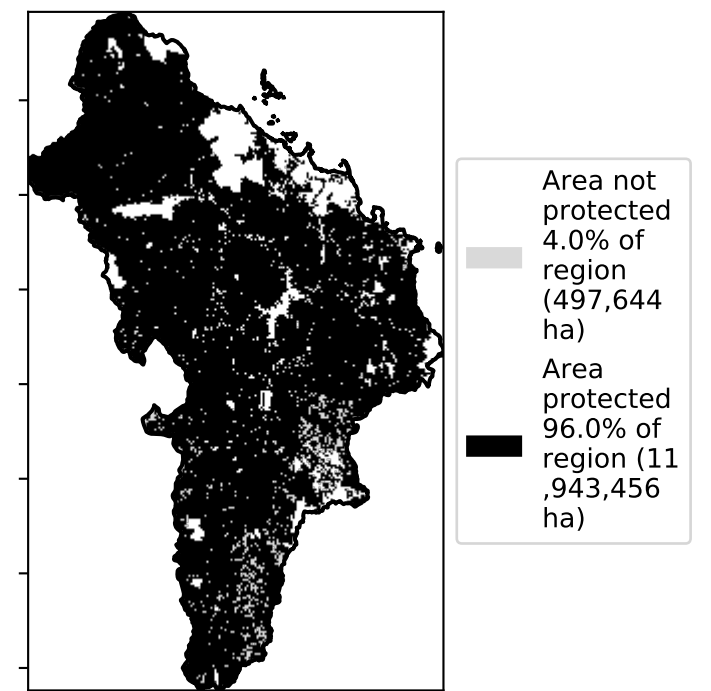 Area not
protected
4.0% of
region
(497,644
ha)
Area
protected
96.0% of
region (11
,943,456
ha)